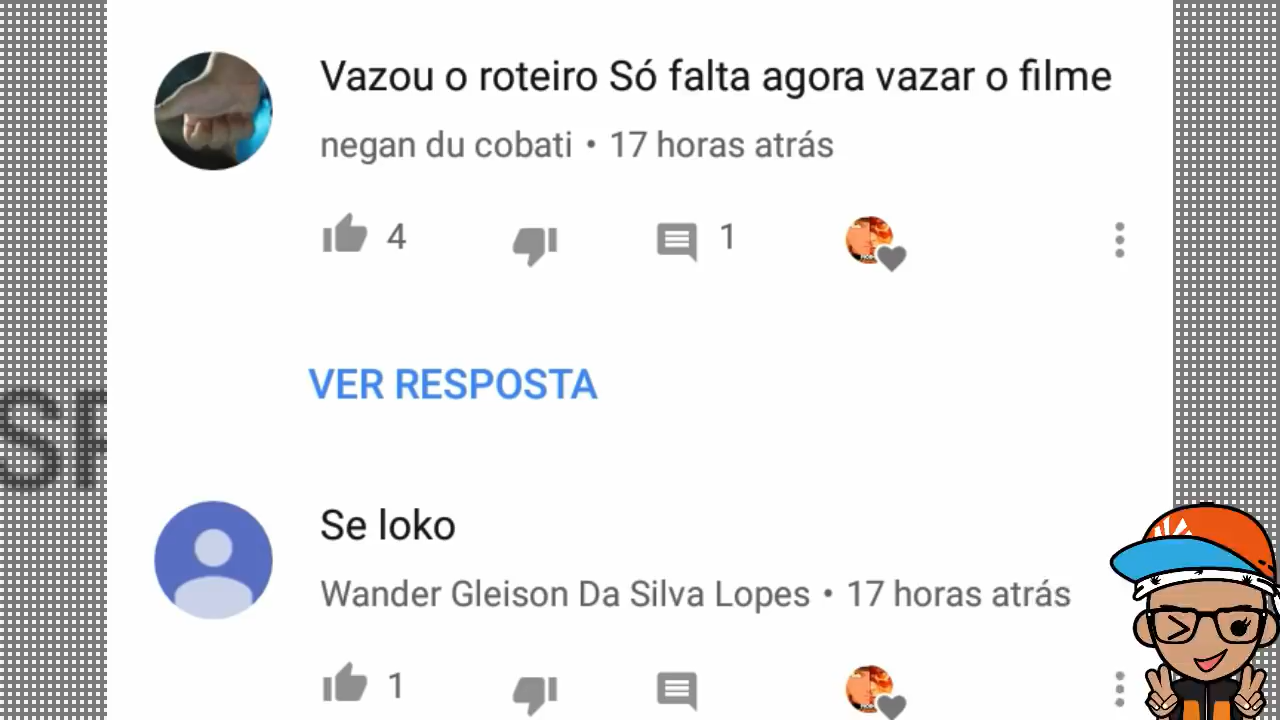 Vazou o roteiro Só falta agora vazar o filme
negan du cobati • 17 horas atrás
4
1
VER RESPOSTA
SP
Se loko
Wander Gleison Da Silva Lopes • 17 horas atrás
1